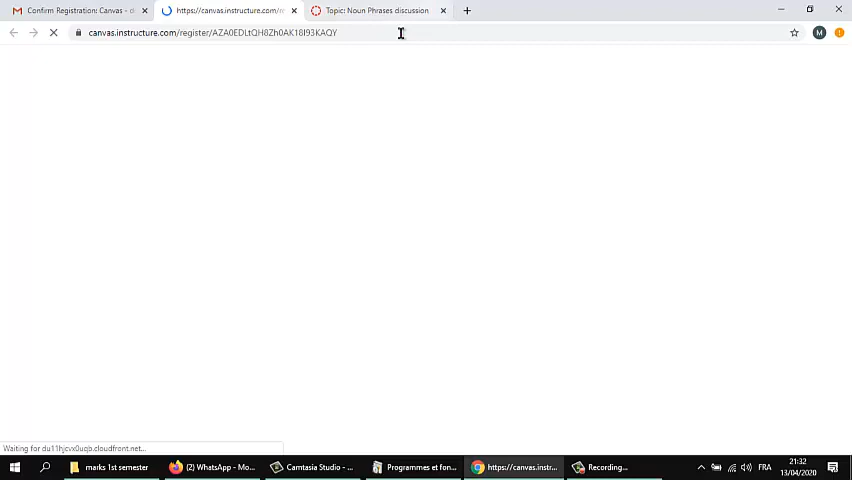 Confirm Registration: Canvas - d
https://canvas.instructure.com/re
Topic: Noun Phrases discussion
canvas.instructure.com/register/AZA0EDLtQH8Zh0AK18I93KAQY
M
Waiting for du11hjcvx0uqb.cloudfront.net...
marks 1st semester
(2) WhatsApp - Mo...
Camtasia Studio - ...
Programmes et fon...
https://canvas.instr...
Recording...
FRA
21:32
13/04/2020